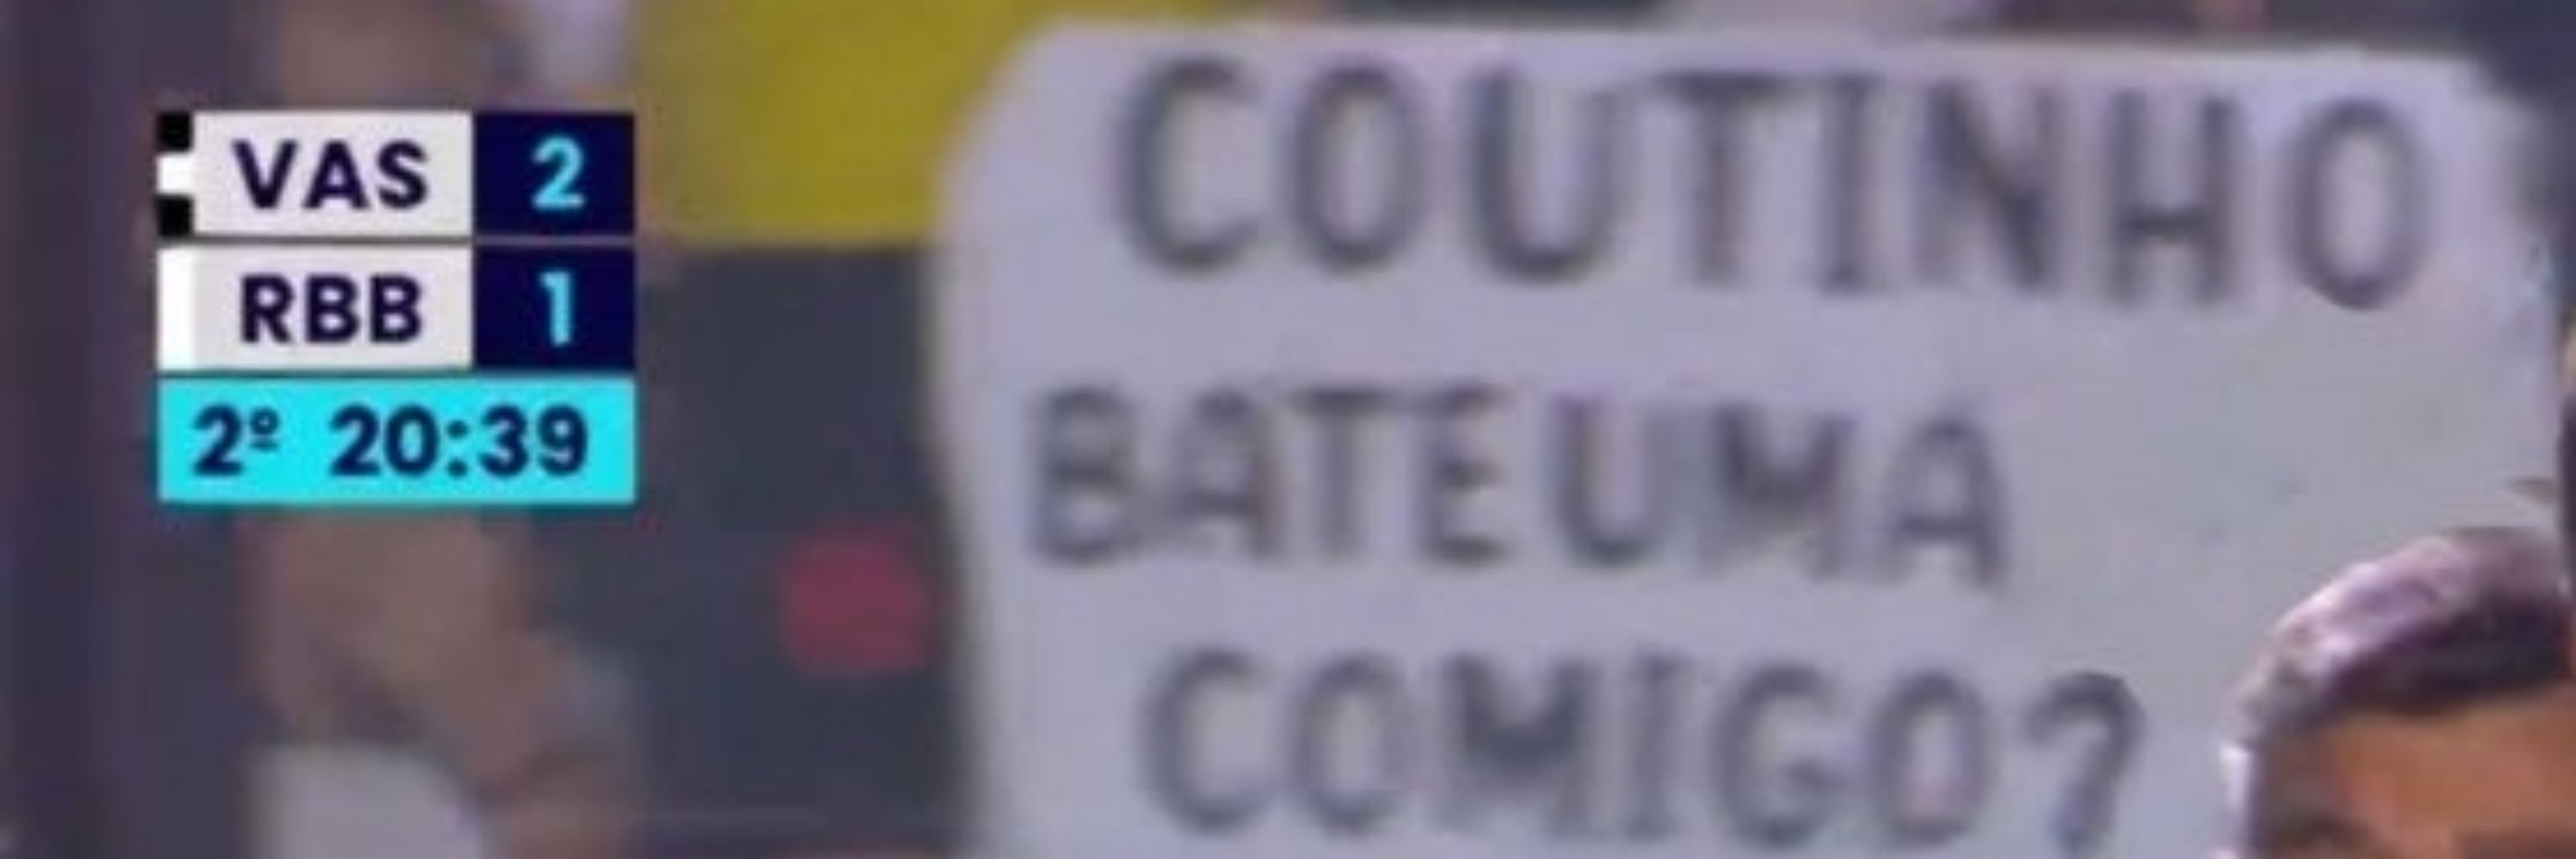 VAS 2
RBB 1
2º 20:39
COUTINHO
BATE UMA
COMIGO?